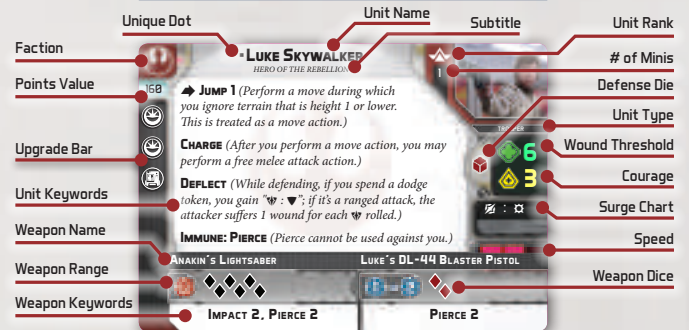 Unit Name
Unique Dot
Subtitle
Unit Rank
Faction
• LUKE SKYWALKER
HERO OF THE REBELLION
# of Minis
1
Points Value
160
Defense Die
JUMP 1 (Perform a move during which
you ignore terrain that is height 1 or lower.
This is treated as a move action.)
Unit Type
TROOPER
Wound Threshold
6
Upgrade Bar
CHARGE (After you perform a move action, you may
perform a free melee attack action.)
Courage
3
Unit Keywords
DEFLECT (While defending, if you spend a dodge
token, you gain " : "; if it's a ranged attack, the
attacker suffers 1 wound for each rolled.)
Surge Chart
:
IMMUNE: PIERCE (Pierce cannot be used against you.)
Weapon Name
Speed
ANAKIN'S LIGHTSABER
LUKE'S DL-44 BLASTER PISTOL
Weapon Range
Weapon Dice
Weapon Keywords
IMPACT 2, PIERCE 2
PIERCE 2